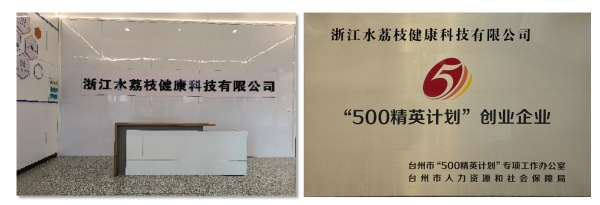 浙江水荔枝健康科技有限公司
浙江水荔枝健康科技有限公司
5
“500精英计划”创业企业
台州市“500精英计划”专项工作办公室
台州市人力资源和社会保障局